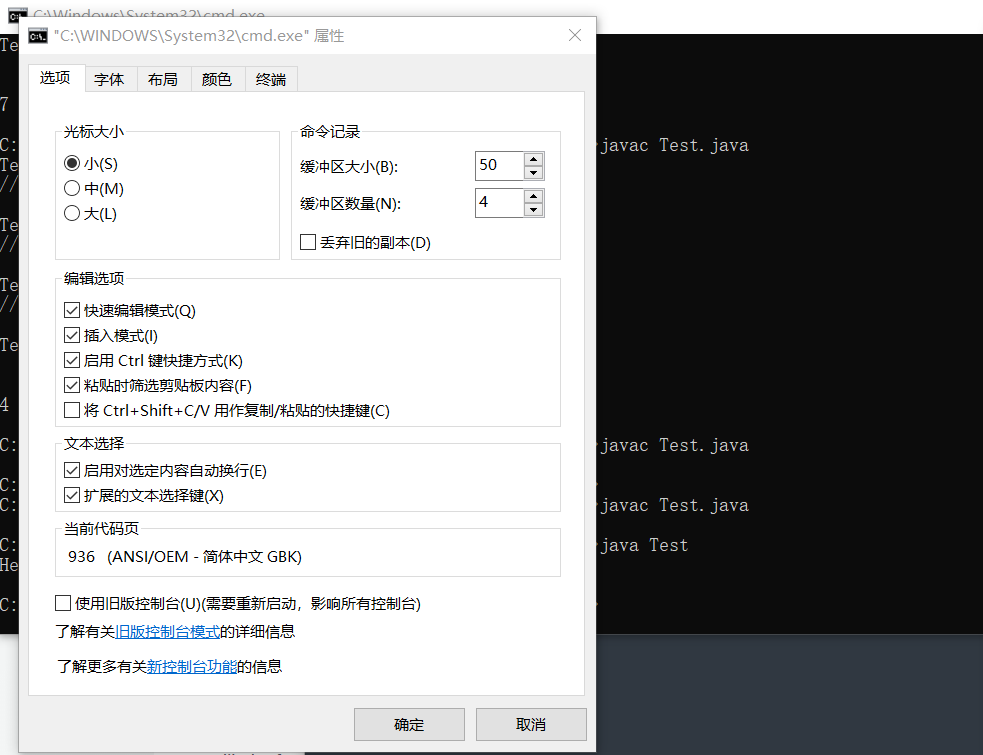 C:\Windows\System32\cmd.exe
"C:\WINDOWS\System32\cmd.exe" 属性
选项 字体 布局 颜色 终端
光标大小
小(S)
中(M)
大(L)
命令记录
缓冲区大小(B): 50
缓冲区数量(N): 4
丢弃旧的副本(D)
编辑选项
快速编辑模式(Q)
插入模式(I)
启用 Ctrl 键快捷方式(K)
粘贴时筛选剪贴板内容(F)
将 Ctrl+Shift+C/V 用作复制/粘贴的快捷键(C)
文本选择
启用对选定内容自动换行(E)
扩展的文本选择键(X)
当前代码页
936 (ANSI/OEM - 简体中文 GBK)
使用旧版控制台(U)(需要重新启动，影响所有控制台)
了解有关旧版控制台模式的详细信息
了解更多有关新控制台功能的信息
确定 取消
Te
7
C: javac Test.java
Te
//
Te
//
Te
//
Te
4
C: javac Test.java
C:
C: javac Test.java
C: java Test
He
C: